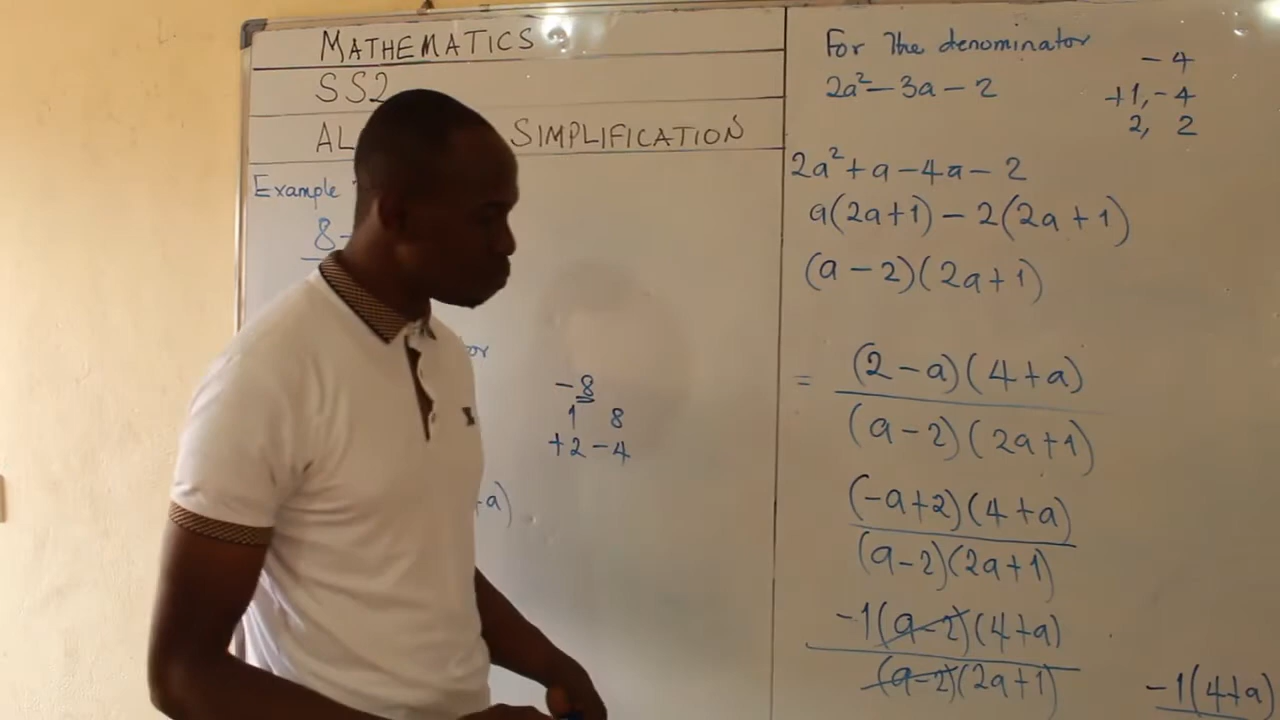 MATHEMATICS
SS2
AL SIMPLIFICATION
Example
8-
or
-8
1 8
+2 -4
+a)
For The denominator
2a² - 3a - 2
-4
+1, -4
2, 2
2a² + a - 4a - 2
a(2a+1) - 2(2a+1)
(a - 2)(2a+1)
= (2-a)(4+a)
(a-2)(2a+1)
(-a+2)(4+a)
(a-2)(2a+1)
-1(a-2)(4+a)
(a-2)(2a+1)
-1(4+a)